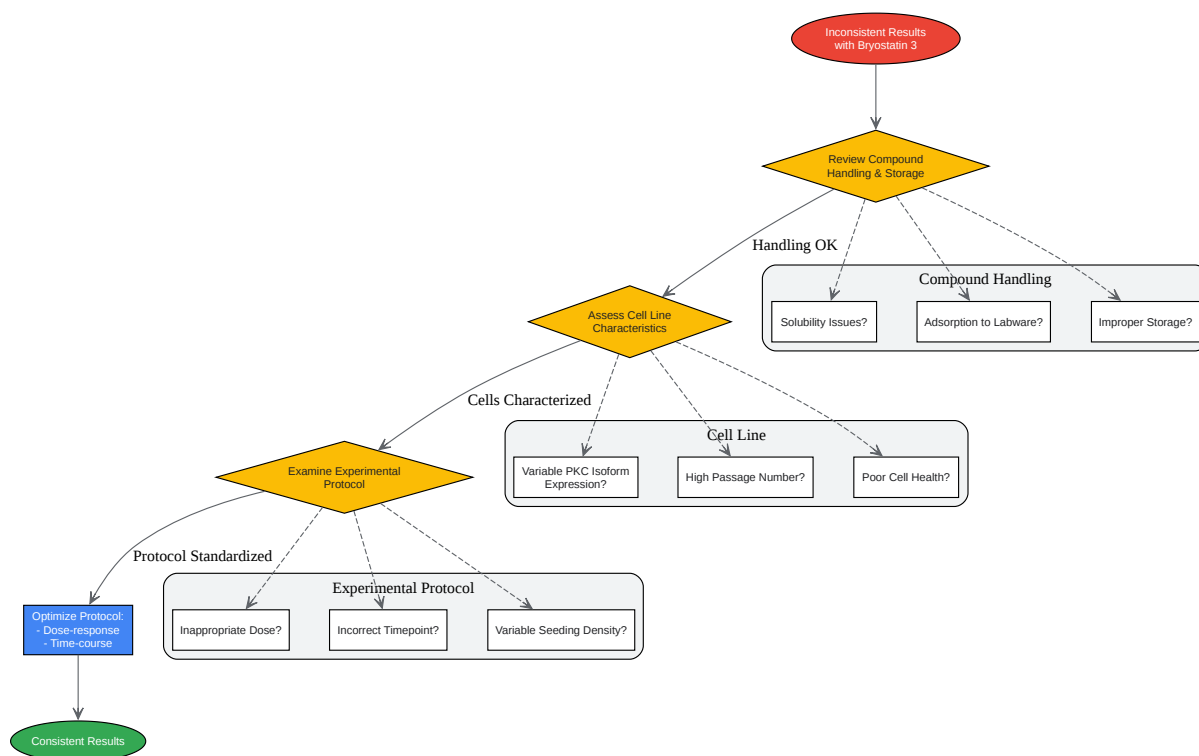 Inconsistent Results
with Bryostatin 3
Review Compound
Handling & Storage
Handling OK
Compound Handling
Solubility Issues?
Adsorption to Labware?
Improper Storage?
Assess Cell Line
Characteristics
Cells Characterized
Cell Line
Variable PKC Isoform
Expression?
High Passage Number?
Poor Cell Health?
Examine Experimental
Protocol
Protocol Standardized
Experimental Protocol
Inappropriate Dose?
Incorrect Timepoint?
Variable Seeding Density?
Optimize Protocol:
- Dose-response
- Time-course
Consistent Results